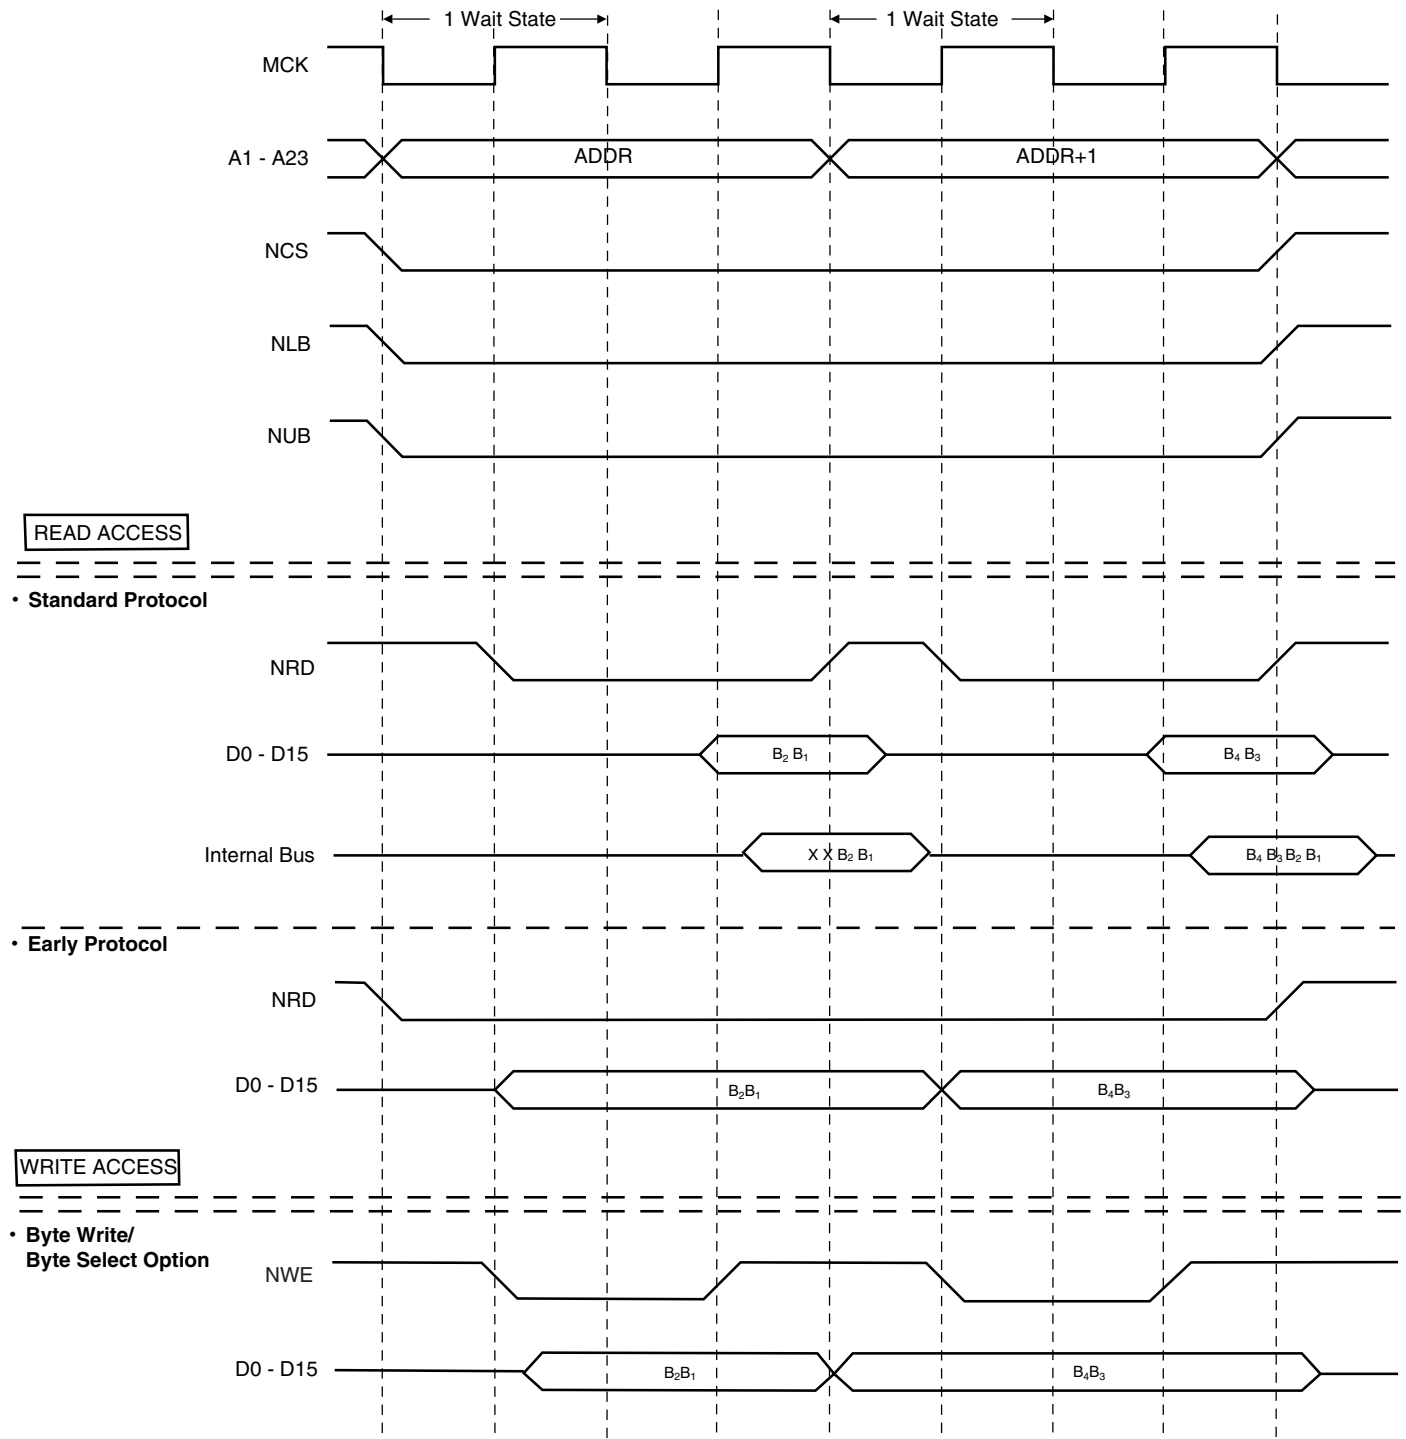 1 Wait State 1 Wait State
MCK
A1 - A23 ADDR ADDR+1
NCS
NLB
NUB
READ ACCESS
• Standard Protocol
NRD
D0 - D15 B₂ B₁ B₄ B₃
Internal Bus X X B₂ B₁ B₄ B₃ B₂ B₁
• Early Protocol
NRD
D0 - D15 B₂B₁ B₄B₃
WRITE ACCESS
• Byte Write/
Byte Select Option
NWE
D0 - D15 B₂B₁ B₄B₃